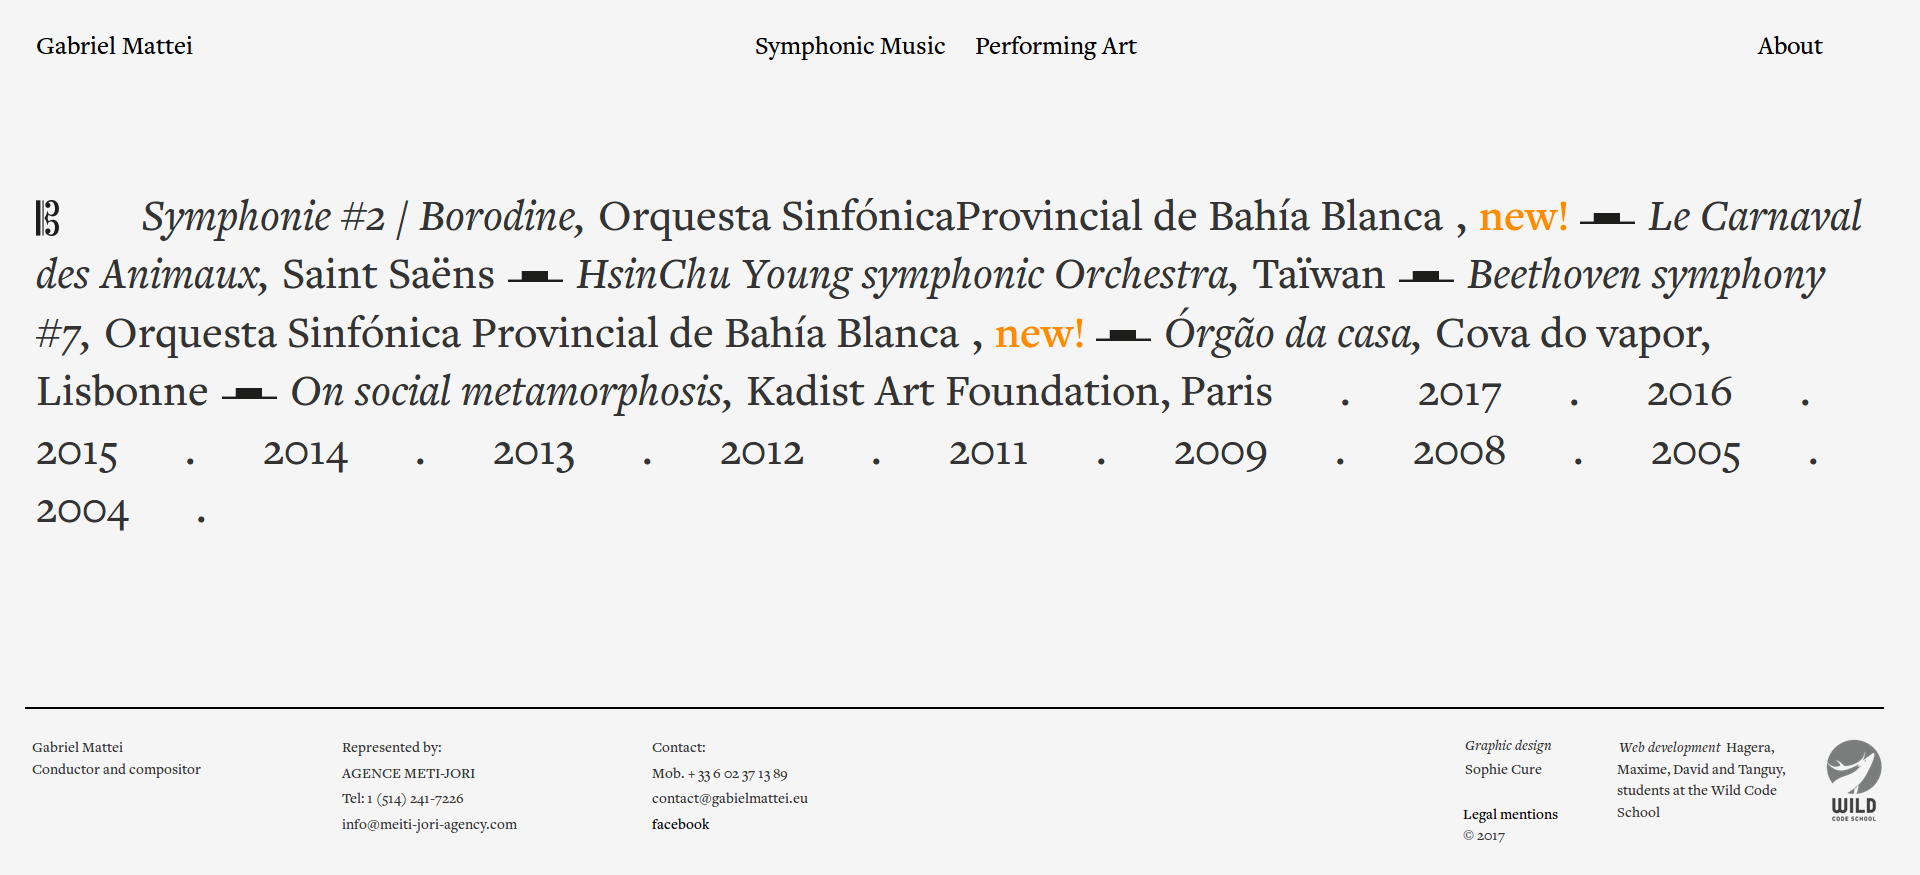 Gabriel Mattei
Symphonic Music Performing Art
About
Symphonie #2 / Borodine, Orquesta SinfónicaProvincial de Bahía Blanca , new! Le Carnaval
des Animaux, Saint Saëns HsinChu Young symphonic Orchestra, Taïwan Beethoven symphony
#7, Orquesta Sinfónica Provincial de Bahía Blanca , new! Órgão da casa, Cova do vapor,
Lisbonne On social metamorphosis, Kadist Art Foundation, Paris . 2017 . 2016 .
2015 . 2014 . 2013 . 2012 . 2011 . 2009 . 2008 . 2005 .
2004 .
Gabriel Mattei
Conductor and compositor
Represented by:
AGENCE METI-JORI
Tel: 1 (514) 241-7226
info@meiti-jori-agency.com
Contact:
Mob. + 33 6 02 37 13 89
contact@gabielmattei.eu
facebook
Graphic design
Sophie Cure
Legal mentions
© 2017
Web development Hagera,
Maxime, David and Tanguy,
students at the Wild Code
School
WILD
CODE SCHOOL